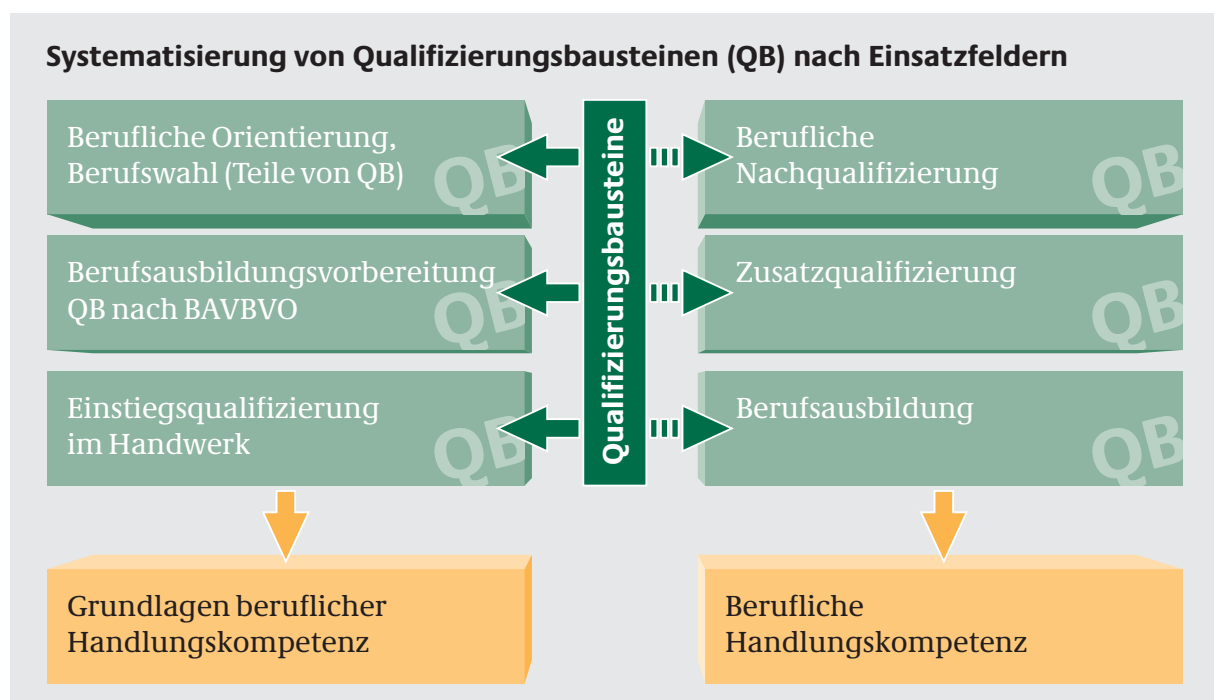 Systematisierung von Qualifizierungsbausteinen (QB) nach Einsatzfeldern
Berufliche Orientierung,
Berufswahl (Teile von QB)
QB
Berufsausbildungsvorbereitung
QB nach BAVBVO
QB
Einstiegsqualifizierung
im Handwerk
QB
Qualifizierungsbausteine
Berufliche
Nachqualifizierung
QB
Zusatzqualifizierung
QB
Berufsausbildung
QB
Grundlagen beruflicher
Handlungskompetenz
Berufliche
Handlungskompetenz